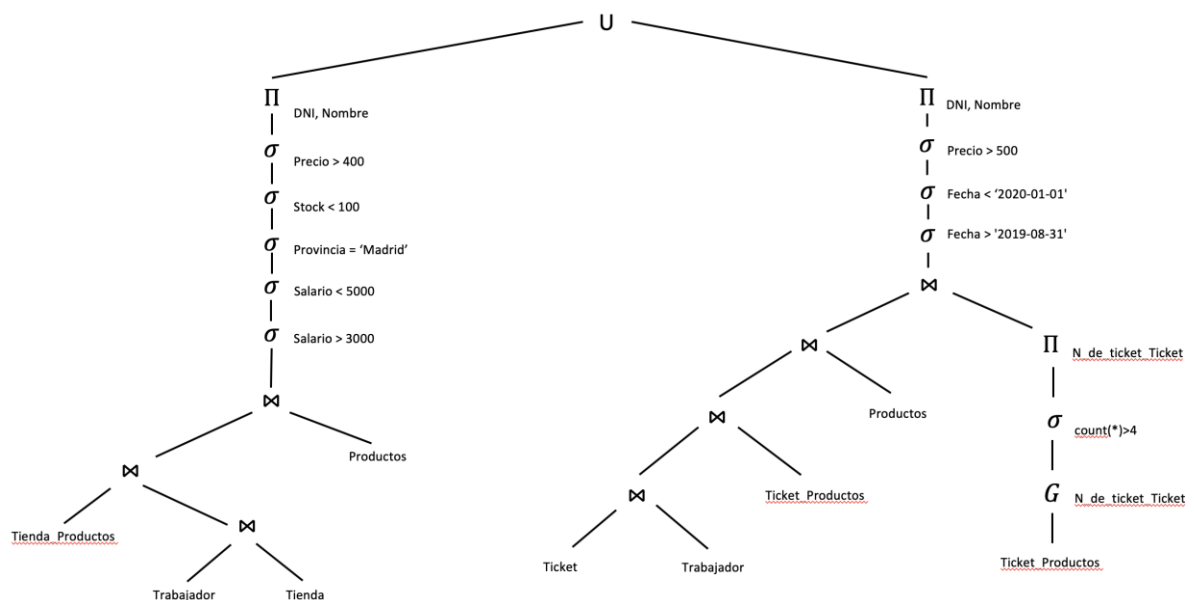 U
Π DNI, Nombre
σ Precio > 400
σ Stock < 100
σ Provincia = ‘Madrid’
σ Salario < 5000
σ Salario > 3000
⋈
Productos
⋈
Tienda_Productos
⋈
Trabajador
Tienda
Π DNI, Nombre
σ Precio > 500
σ Fecha < ‘2020-01-01'
σ Fecha > '2019-08-31'
⋈
⋈
Productos
⋈
Ticket_Productos
⋈
Ticket
Trabajador
Π N_de_ticket_Ticket
σ count(*)>4
G N_de_ticket_Ticket
Ticket_Productos